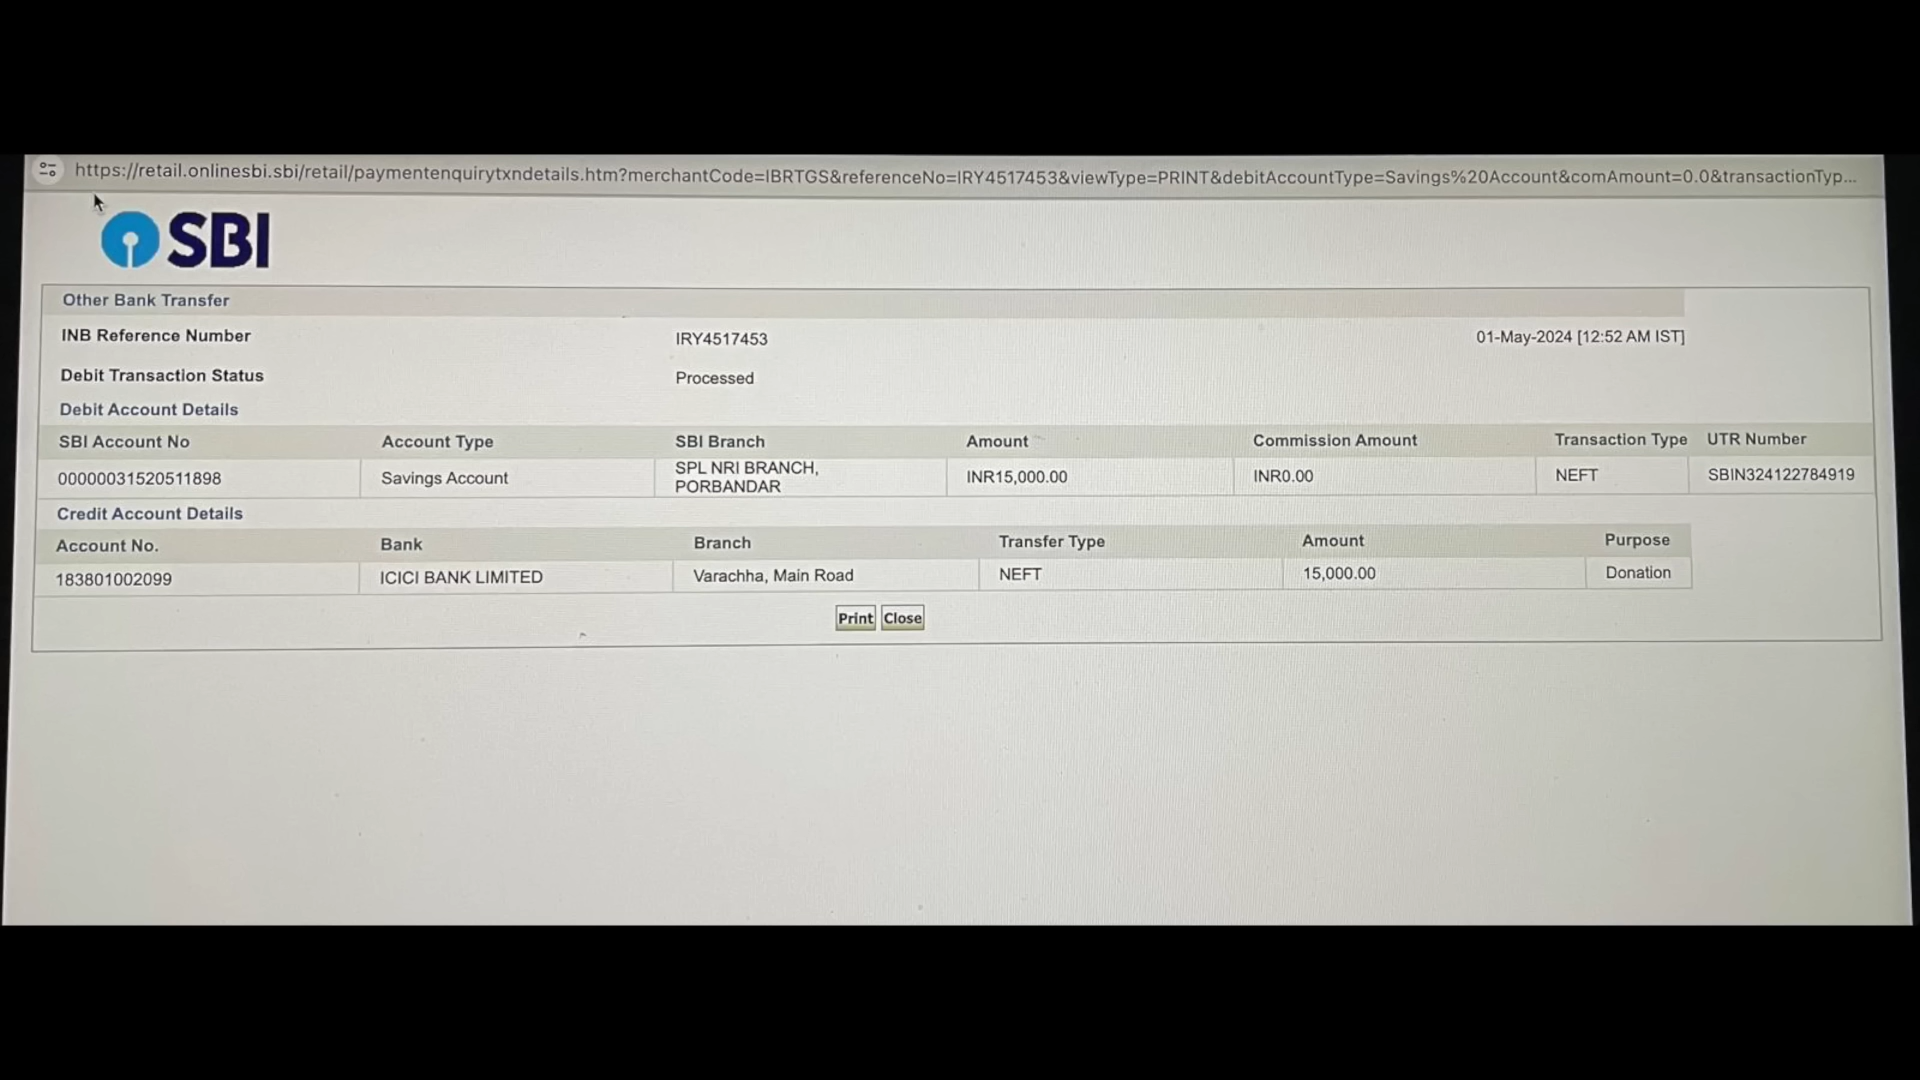 https://retail.onlinesbi.sbi/retail/paymentenquirytxndetails.htm?merchantCode=IBRTGS&referenceNo=IRY4517453&viewType=PRINT&debitAccountType=Savings%20Account&comAmount=0.0&transactionTyp...
SBI
Other Bank Transfer
INB Reference Number IRY4517453 01-May-2024 [12:52 AM IST]
Debit Transaction Status Processed
Debit Account Details
SBI Account No Account Type SBI Branch Amount Commission Amount Transaction Type UTR Number
00000031520511898 Savings Account SPL NRI BRANCH, INR15,000.00 INR0.00 NEFT SBIN324122784919
PORBANDAR
Credit Account Details
Account No. Bank Branch Transfer Type Amount Purpose
183801002099 ICICI BANK LIMITED Varachha, Main Road NEFT 15,000.00 Donation
Print Close